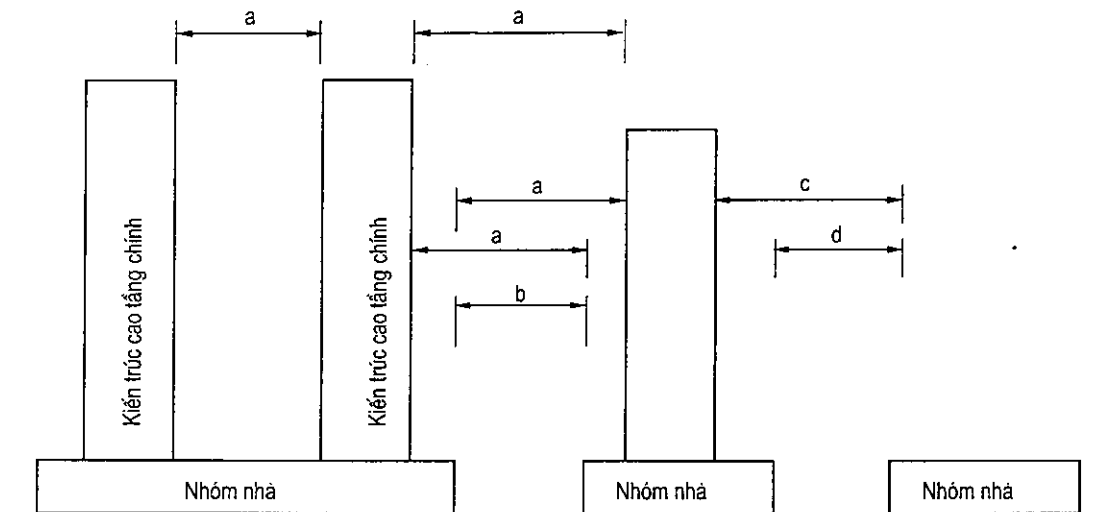 a
a
a
c
a
d
b
Kiến trúc cao tầng chính
Kiến trúc cao tầng chính
Nhóm nhà
Nhóm nhà
Nhóm nhà